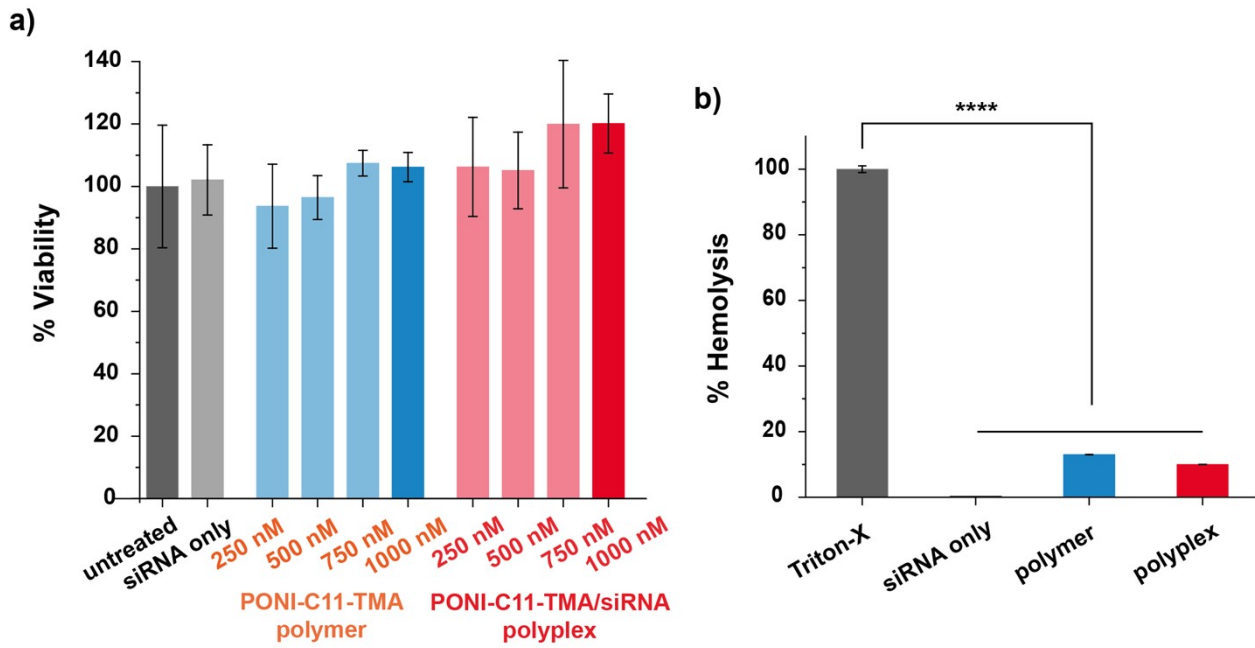 a)
% Viability
140
120
100
80
60
40
20
0
untreated
siRNA only
250 nM
500 nM
750 nM
1000 nM
250 nM
500 nM
750 nM
1000 nM
PONI-C11-TMA
polymer
PONI-C11-TMA/siRNA
polyplex
b)
****
% Hemolysis
100
80
60
40
20
0
Triton-X
siRNA only
polymer
polyplex